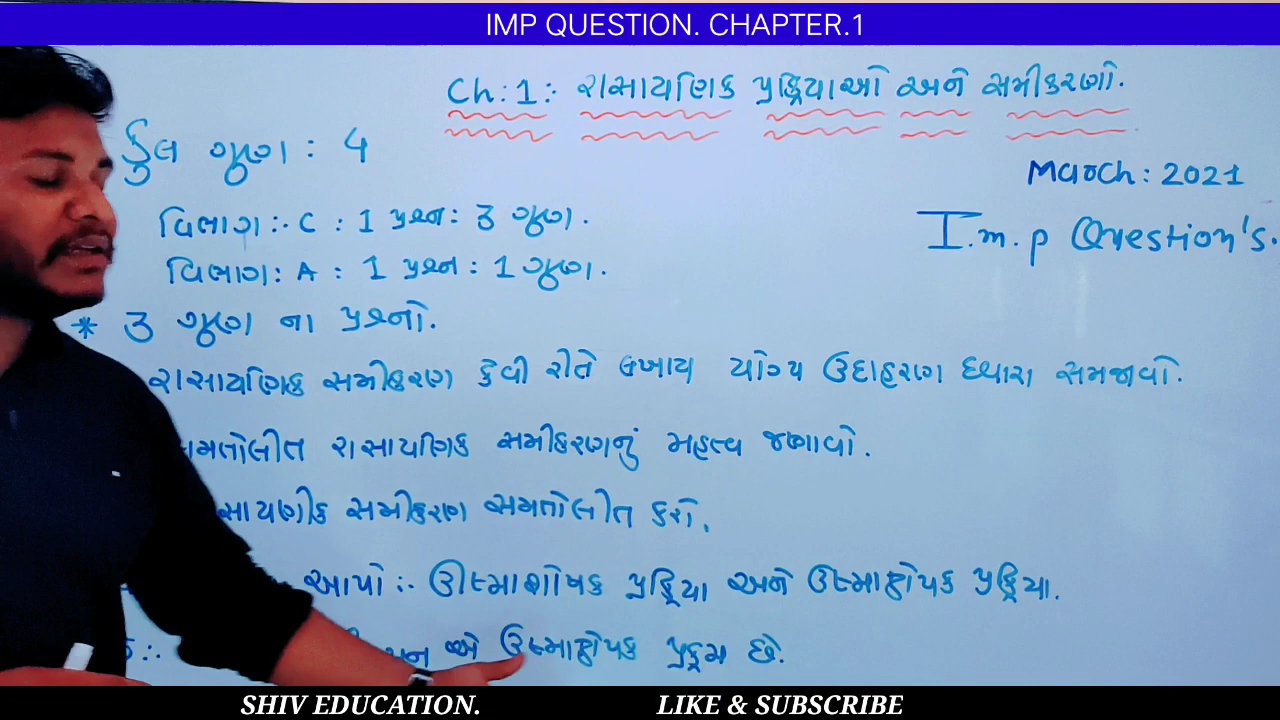 IMP QUESTION. CHAPTER.1
Ch:1:- રાસાયણિક પ્રક્રિયાઓ અને સમીકરણો.
કુલ ગુણ : 4
March : 2021
વિભાગ:- C : 1 પ્રશ્ન : 3 ગુણ.
I.m.p Question's.
વિભાગ: A : 1 પ્રશ્ન : 1 ગુણ.
* 3 ગુણ ના પ્રશ્નો.
રાસાયણિક સમીકરણ કેવી રીતે લખાય યોગ્ય ઉદાહરણ ધ્વારા સમજાવો.
મતોલીત રાસાયણિક સમીકરણનું મહત્વ જણાવો.
સાયણીક સમીકરણ સમતોલીત કરો.
આપો :- ઊષ્માશોષક પ્રક્રિયા અને ઉષ્માક્ષેપક પ્રક્રિયા.
એ ઉષ્માક્ષેપક પ્રક્રમ છે.
SHIV EDUCATION. LIKE & SUBSCRIBE